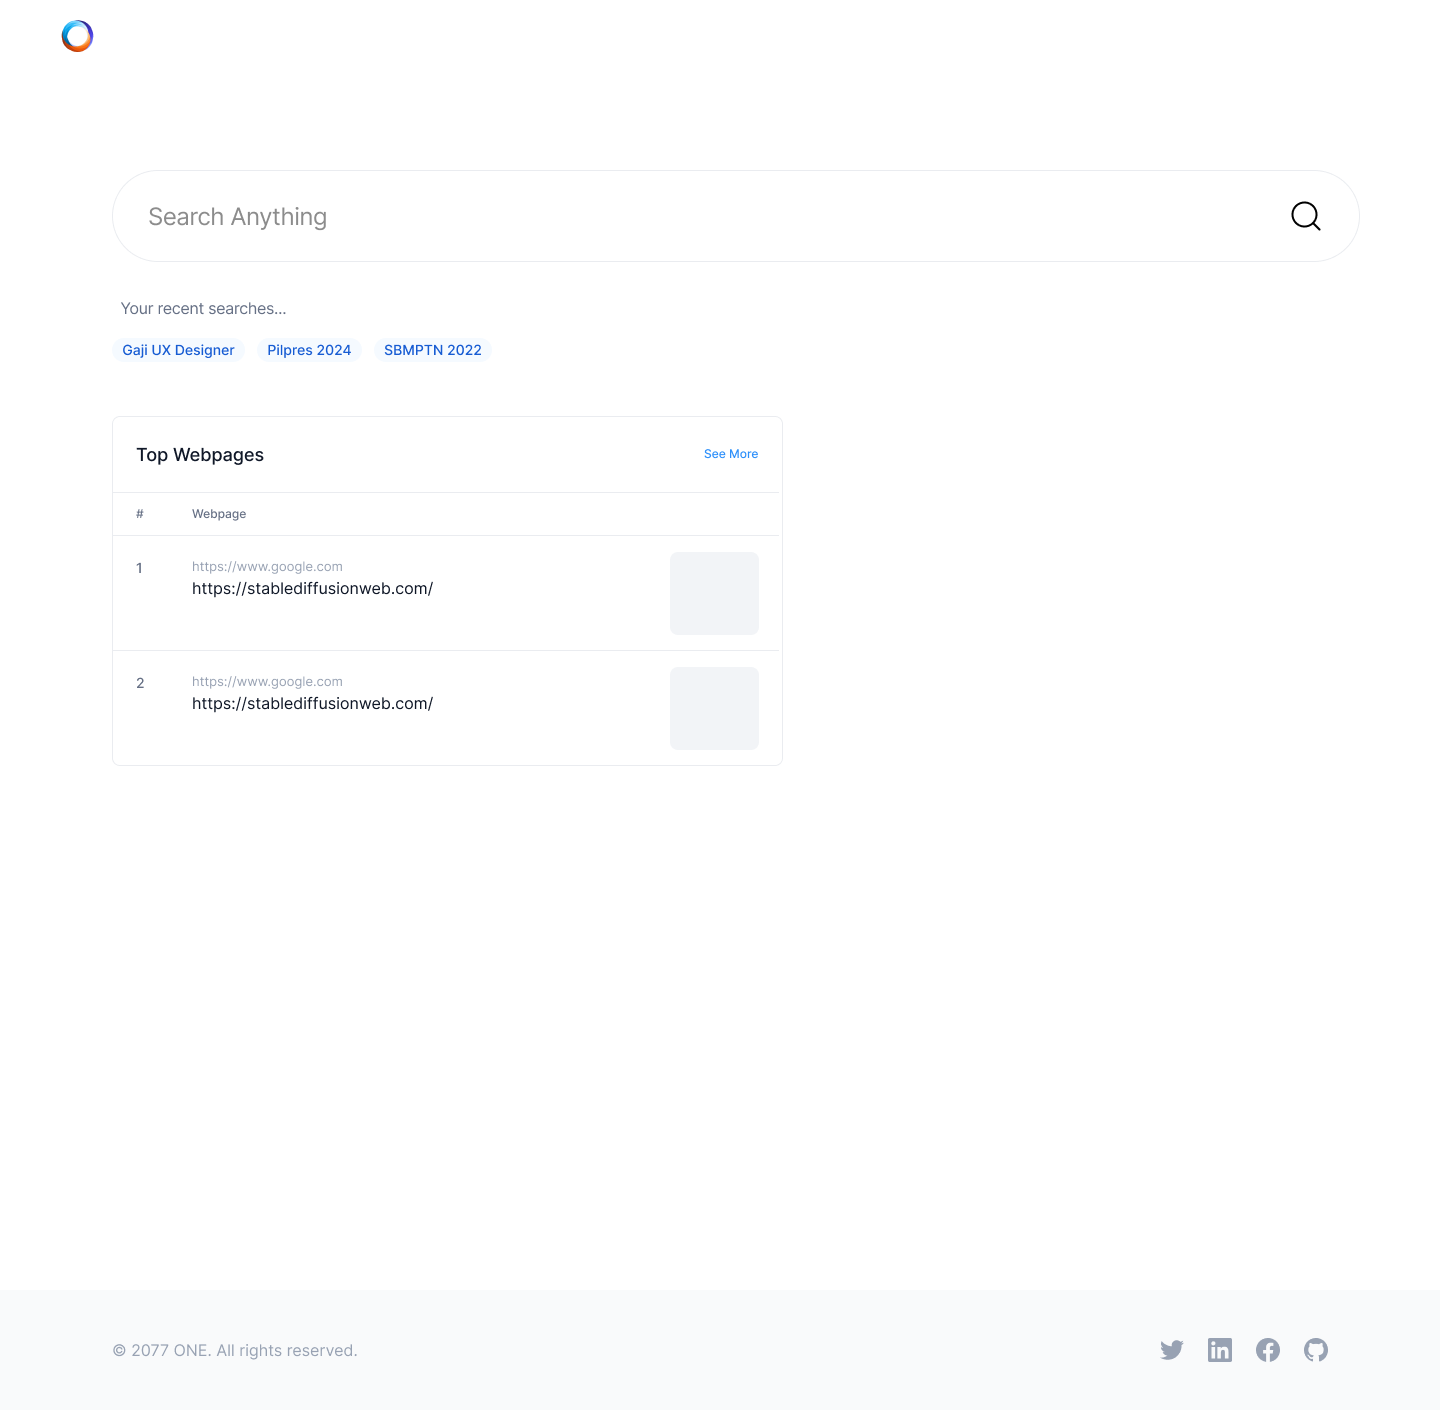 Search Anything
Your recent searches...
Gaji UX Designer Pilpres 2024 SBMPTN 2022
Top Webpages See More
# Webpage
1 https://www.google.com
https://stablediffusionweb.com/
2 https://www.google.com
https://stablediffusionweb.com/
© 2077 ONE. All rights reserved.